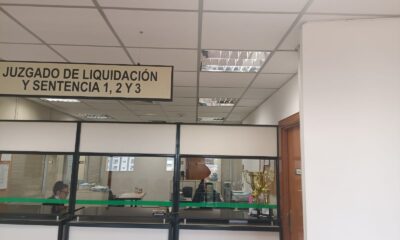 JUZGADO DE LIQUIDACIÓN
Y SENTENCIA 1, 2 Y 3